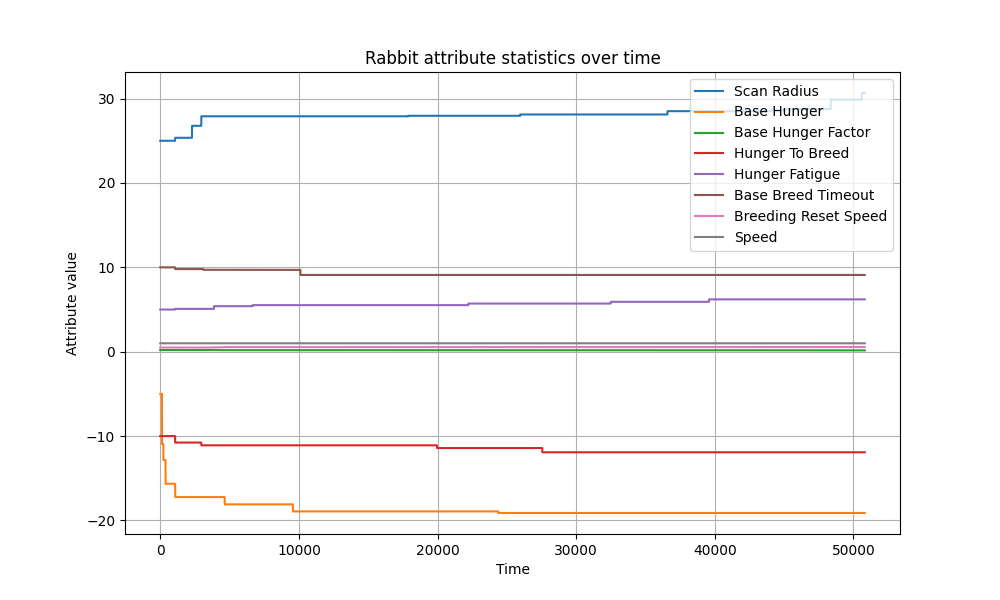 Rabbit attribute statistics over time
Scan Radius
Base Hunger
Base Hunger Factor
Hunger To Breed
Hunger Fatigue
Base Breed Timeout
Breeding Reset Speed
Speed
Attribute value
30
20
10
0
−10
−20
0 10000 20000 30000 40000 50000
Time